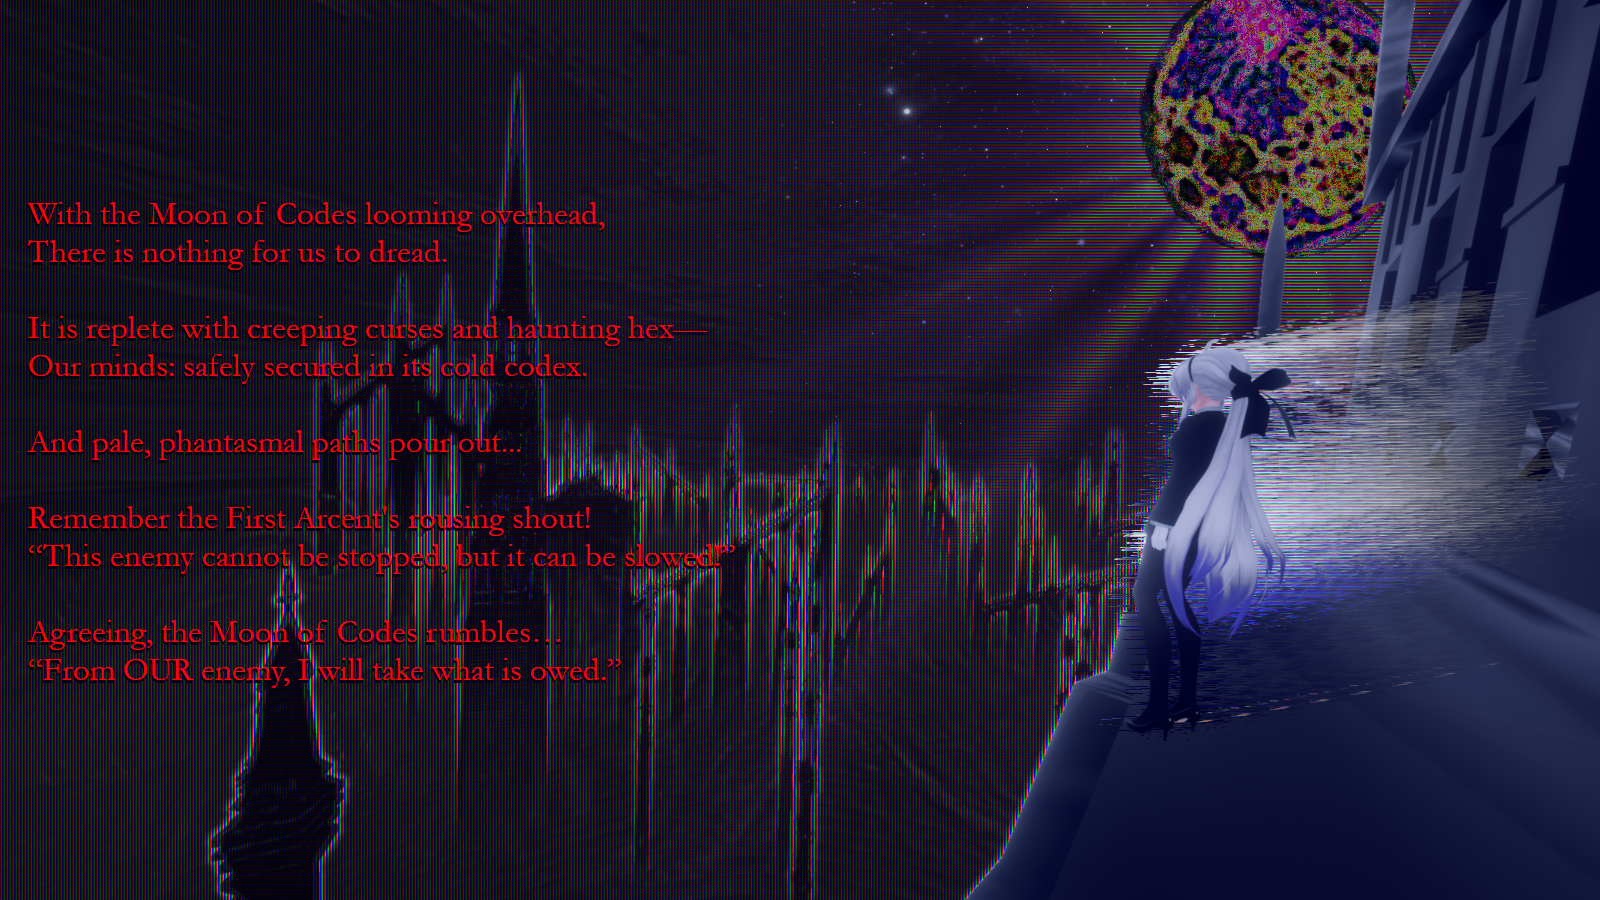 With the Moon of Codes looming overhead,
There is nothing for us to dread.
It is replete with creeping curses and haunting hex—
Our minds: safely secured in its cold codex.
And pale, phantasmal paths pour out...
Remember the First Arcent's rousing shout!
“This enemy cannot be stopped, but it can be slowed!”
Agreeing, the Moon of Codes rumbles…
“From OUR enemy, I will take what is owed.”